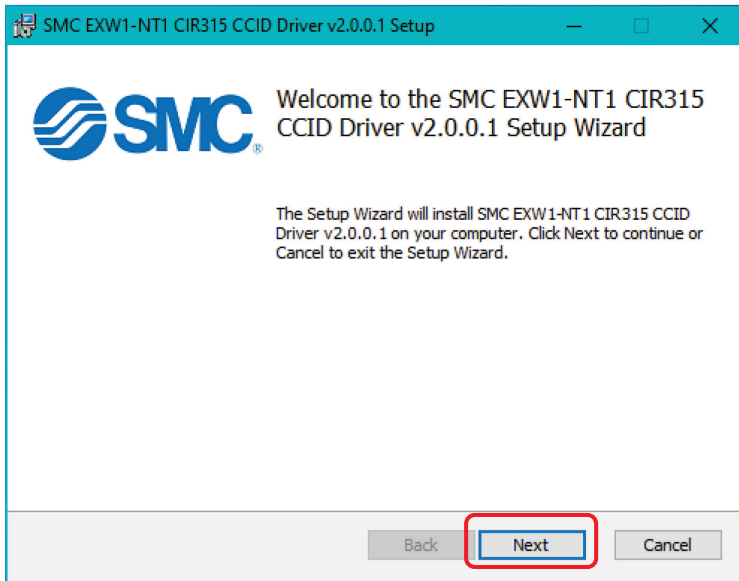 SMC EXW1-NT1 CIR315 CCID Driver v2.0.0.1 Setup
SMC®
Welcome to the SMC EXW1-NT1 CIR315
CCID Driver v2.0.0.1 Setup Wizard
The Setup Wizard will install SMC EXW1-NT1 CIR315 CCID
Driver v2.0.0.1 on your computer. Click Next to continue or
Cancel to exit the Setup Wizard.
Back Next Cancel